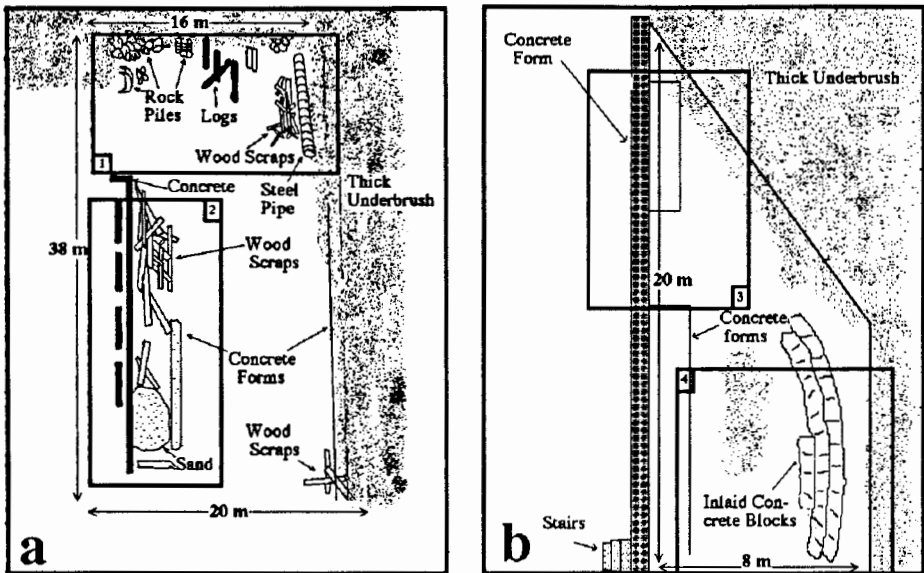 16 m
Rock
Piles
Logs
Wood Scraps
1
Steel
Pipe
Thick
Underbrush
Concrete
2
38 m
Wood
Scraps
Concrete
Forms
Wood
Scraps
Sand
20 m
a
Concrete
Form
Thick Underbrush
20 m
3
Concrete
forms
4
Inlaid Con-
crete Blocks
Stairs
8 m
b